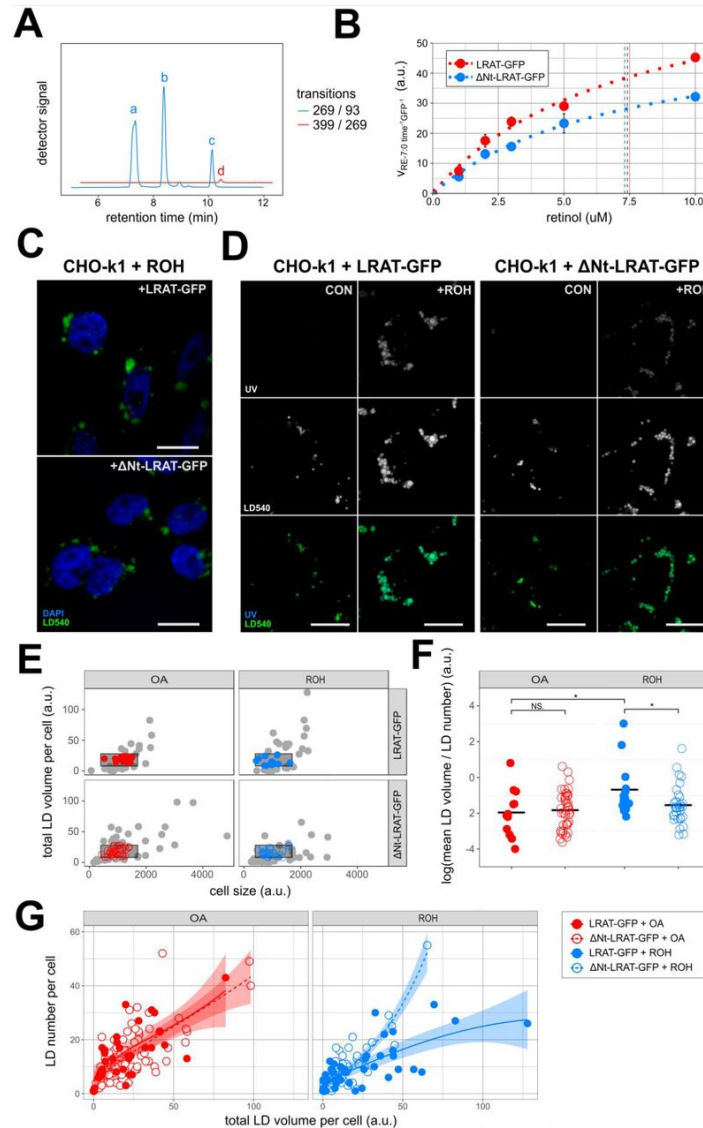 A
transitions
269 / 93
399 / 269
a
b
c
d
detector signal
6
8
10
12
retention time (min)
B
LRAT-GFP
ΔNt-LRAT-GFP
V RE-7:0 time⁻¹GFP⁻¹
(a.u.)
50
40
30
20
10
0
0.0
2.5
5.0
7.5
10.0
retinol (uM)
C
CHO-k1 + ROH
+LRAT-GFP
+ΔNt-LRAT-GFP
DAPI
LD540
D
CHO-k1 + LRAT-GFP
CHO-k1 + ΔNt-LRAT-GFP
CON
+ROH
CON
UV
LD540
UV
LD540
E
OA
ROH
LRAT-GFP
ΔNt-LRAT-GFP
total LD volume per cell (a.u.)
100
50
0
100
50
0
0
2000
4000
0
2000
4000
cell size (a.u.)
F
OA
ROH
NS.
*
*
log(mean LD volume / LD number) (a.u.)
4
2
0
-2
-4
G
OA
ROH
LD number per cell
60
40
20
0
0
50
100
0
50
100
total LD volume per cell (a.u.)
LRAT-GFP + OA
ΔNt-LRAT-GFP + OA
LRAT-GFP + ROH
ΔNt-LRAT-GFP + ROH